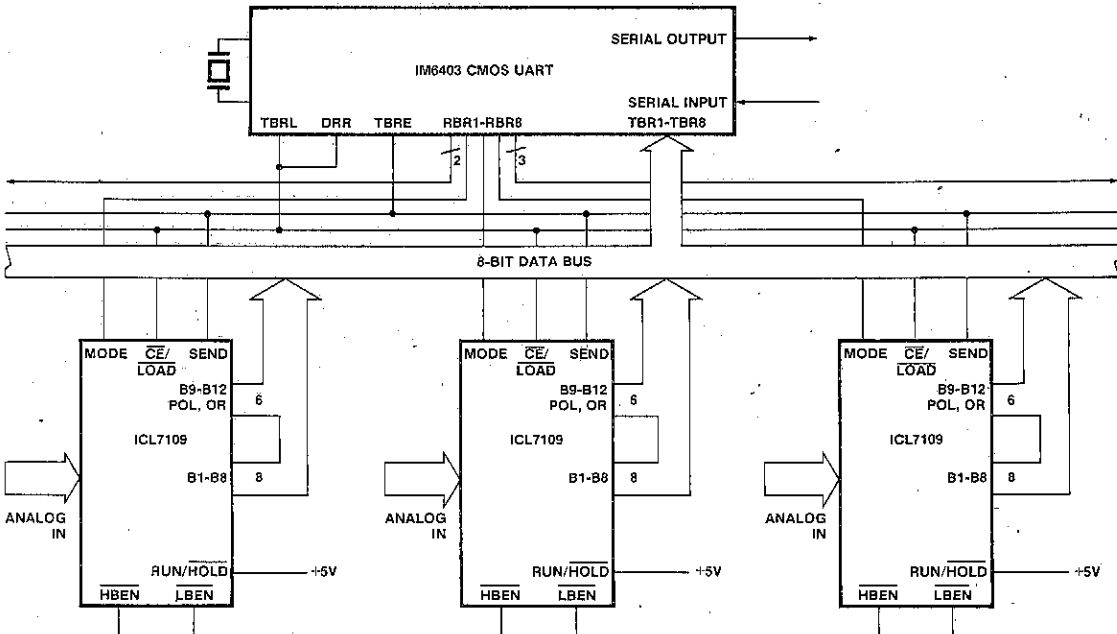 SERIAL OUTPUT
IM6403 CMOS UART
SERIAL INPUT
TBRL DRR TBRE RBR1-RBR8 TBR1-TBR8
2 3
8-BIT DATA BUS
MODE CE/ SEND
LOAD
B9-B12
POL, OR 6
ICL7109
B1-B8 8
ANALOG
IN
RUN/HOLD +5V
HBEN LBEN
MODE CE/ SEND
LOAD
B9-B12
POL, OR 6
ICL7109
B1-B8 8
ANALOG
IN
RUN/HOLD +5V
HBEN LBEN
MODE CE/ SEND
LOAD
B9-B12
POL, OR 6
ICL7109
B1-B8 8
ANALOG
IN
RUN/HOLD +5V
HBEN LBEN